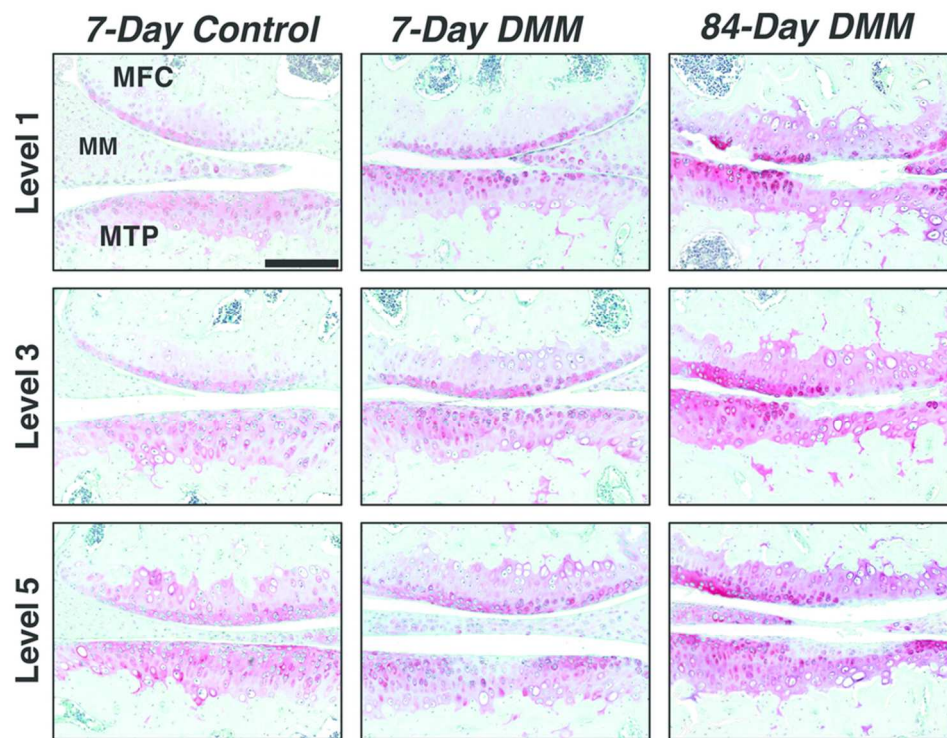 7-Day Control
7-Day DMM
84-Day DMM
Level 1
MFC
MM
MTP
Level 3
Level 5